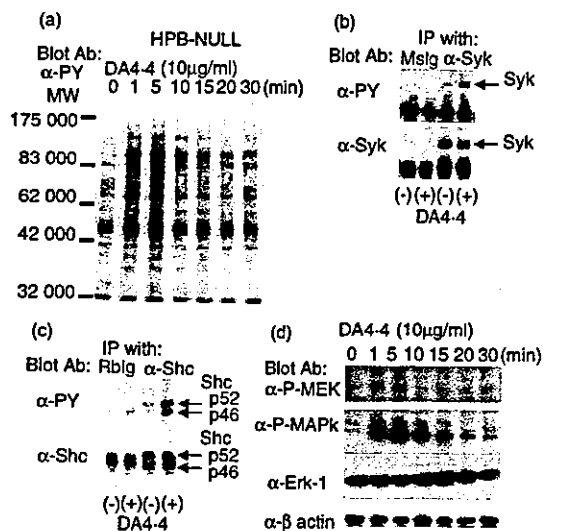 (a)
HPB-NULL
Blot Ab:
α-PY DA4-4 (10µg/ml)
MW 0 1 5 10 15 20 30 (min)
175 000
83 000
62 000
42 000
32 000
(b)
IP with:
Blot Ab: MsIg α-Syk
α-PY Syk
α-Syk Syk
(-)(+)(-)(+)
DA4-4
(c)
IP with:
Blot Ab: RbIg α-Shc
α-PY Shc
p52
p46
α-Shc Shc
p52
p46
(-)(+)(-)(+)
DA4-4
(d)
DA4-4 (10µg/ml)
Blot Ab: 0 1 5 10 15 20 30 (min)
α-P-MEK
α-P-MAPk
α-Erk-1
α-β actin